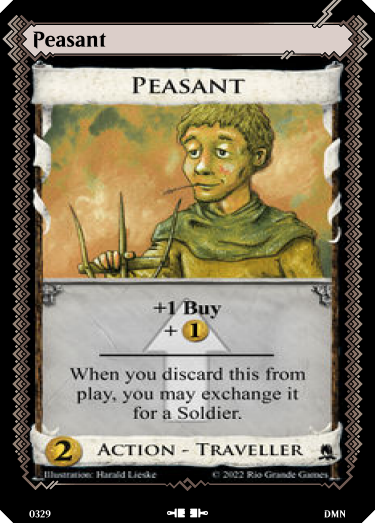 Peasant
PEASANT
+1 Buy
+ 1
When you discard this from
play, you may exchange it
for a Soldier.
2 ACTION - TRAVELLER
Illustration: Harald Lieske © 2022 Rio Grande Games
0329 DMN